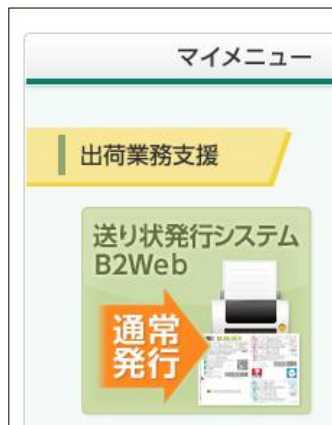 マイメニュー
出荷業務支援
送り状発行システム
B2Web
通常
発行